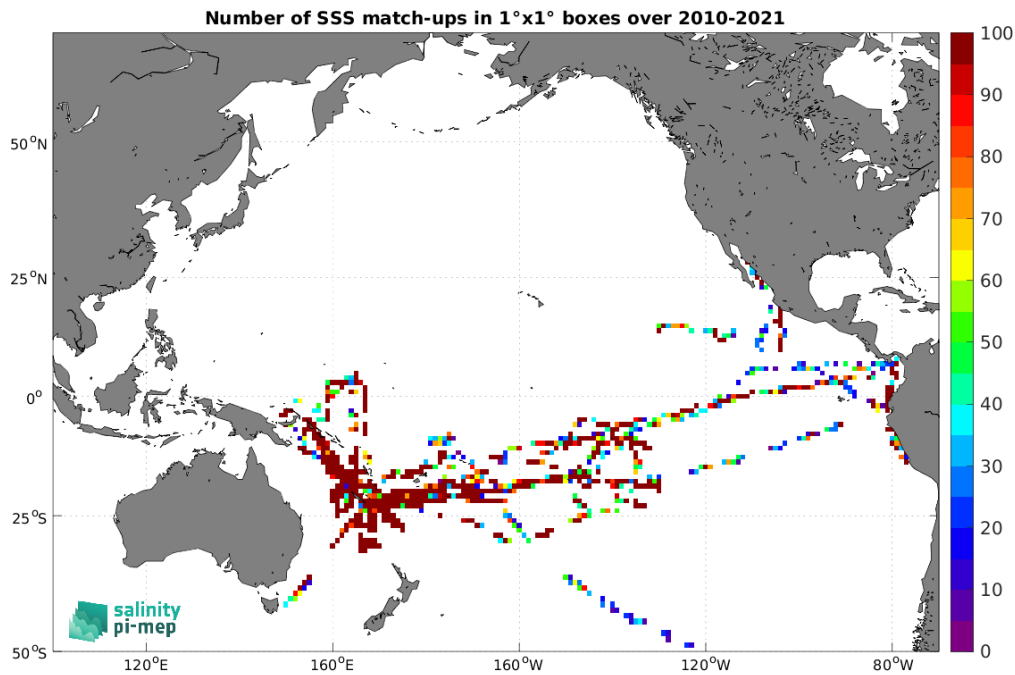 Number of SSS match-ups in 1°x1° boxes over 2010-2021
50°N
25°N
0°
25°S
50°S
120°E
160°E
160°W
120°W
80°W
100
90
80
70
60
50
40
30
20
10
0
salinity
pi-mep